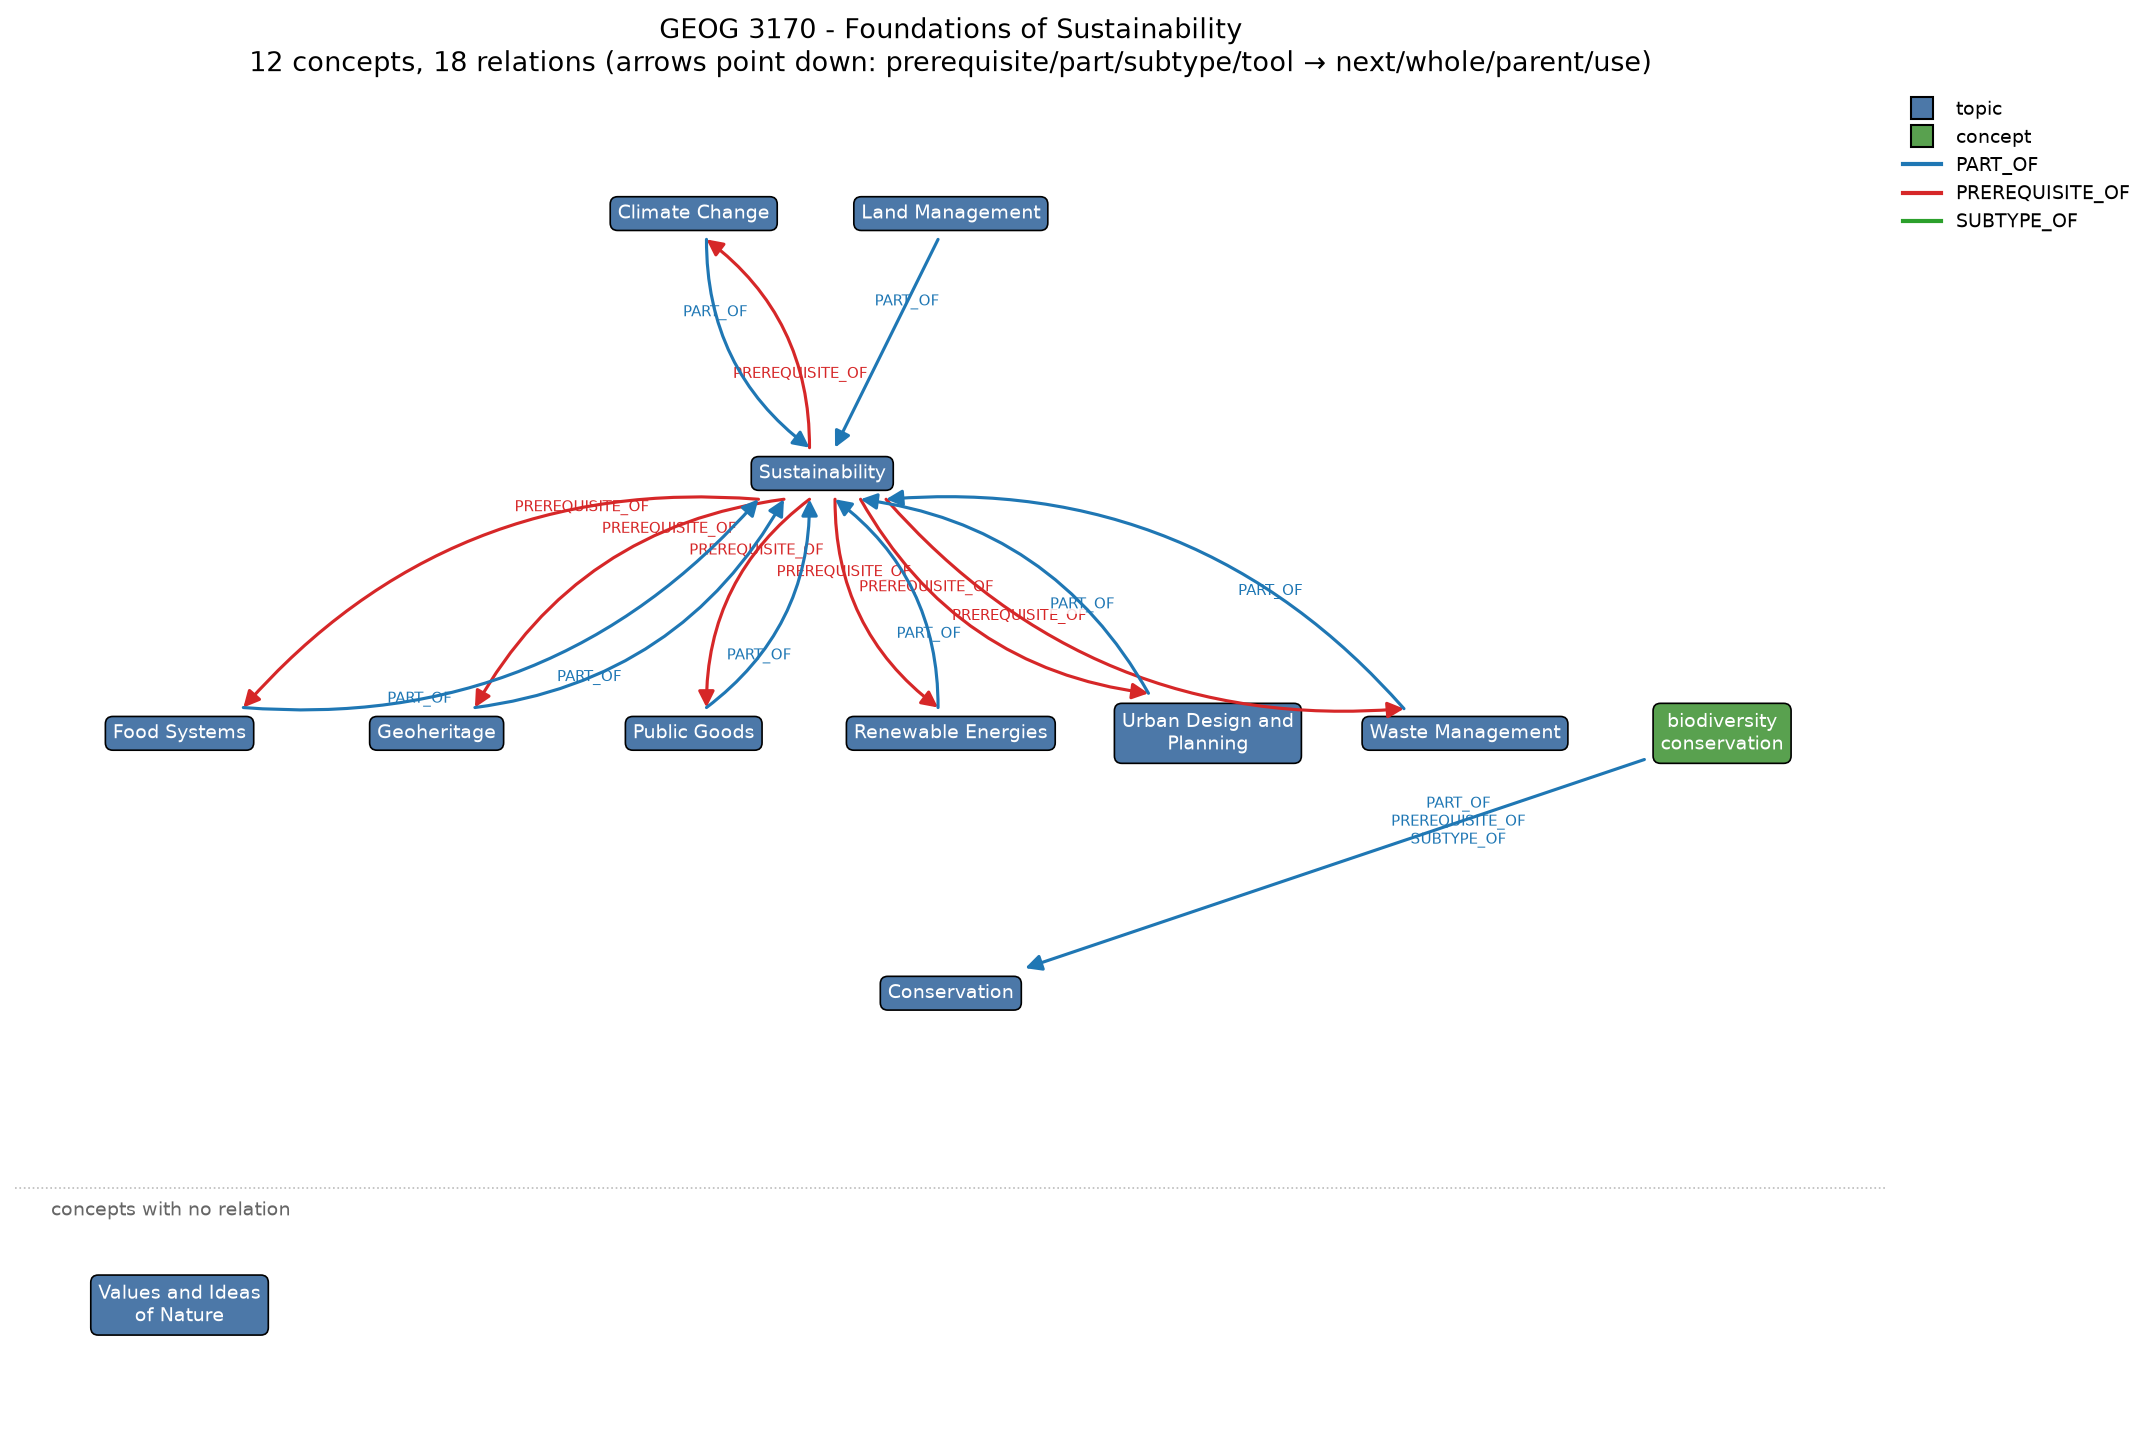 GEOG 3170 - Foundations of Sustainability
12 concepts, 18 relations (arrows point down: prerequisite/part/subtype/tool → next/whole/parent/use)
topic
concept
PART_OF
PREREQUISITE_OF
SUBTYPE_OF
Climate Change
Land Management
PART_OF
PART_OF
PREREQUISITE_OF
Sustainability
PREREQUISITE_OF
PREREQUISITE_OF
PREREQUISITE_OF
PREREQUISITE_OF
PREREQUISITE_OF
PREREQUISITE_OF
PART_OF
PART_OF
PART_OF
PART_OF
PART_OF
PART_OF
Food Systems
Geoheritage
Public Goods
Renewable Energies
Urban Design and
Planning
Waste Management
biodiversity
conservation
PART_OF
PREREQUISITE_OF
SUBTYPE_OF
Conservation
concepts with no relation
Values and Ideas
of Nature